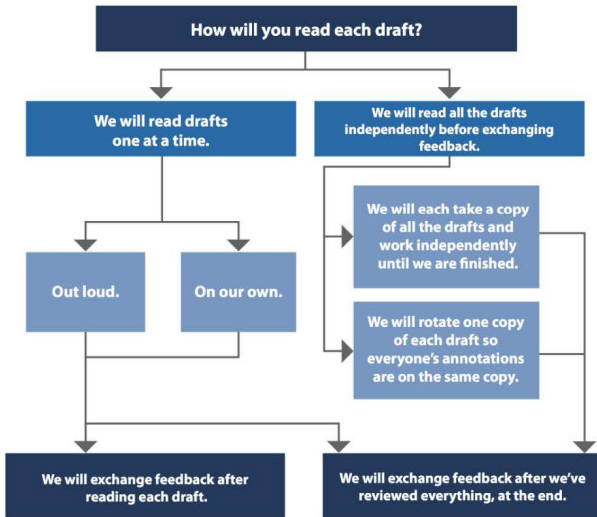 How will you read each draft?
We will read drafts
one at a time.
We will read all the drafts
independently before exchanging
feedback.
Out loud.
On our own.
We will each take a copy
of all the drafts and
work independently
until we are finished.
We will rotate one copy
of each draft so
everyone’s annotations
are on the same copy.
We will exchange feedback after
reading each draft.
We will exchange feedback after we’ve
reviewed everything, at the end.